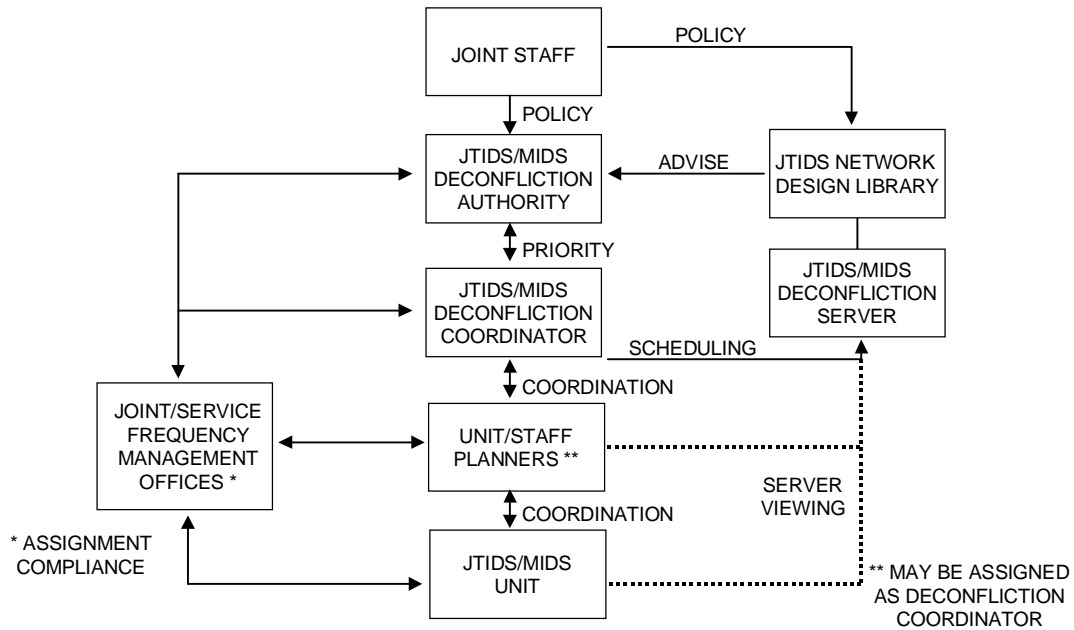 POLICY
JOINT STAFF
POLICY
JTIDS/MIDS
DECONFLICTION
AUTHORITY
ADVISE
JTIDS NETWORK
DESIGN LIBRARY
PRIORITY
JTIDS/MIDS
DECONFLICTION
COORDINATOR
JTIDS/MIDS
DECONFLICTION
SERVER
SCHEDULING
COORDINATION
JOINT/SERVICE
FREQUENCY
MANAGEMENT
OFFICES *
UNIT/STAFF
PLANNERS **
SERVER
VIEWING
COORDINATION
* ASSIGNMENT
COMPLIANCE
JTIDS/MIDS
UNIT
** MAY BE ASSIGNED
AS DECONFLICTION
COORDINATOR